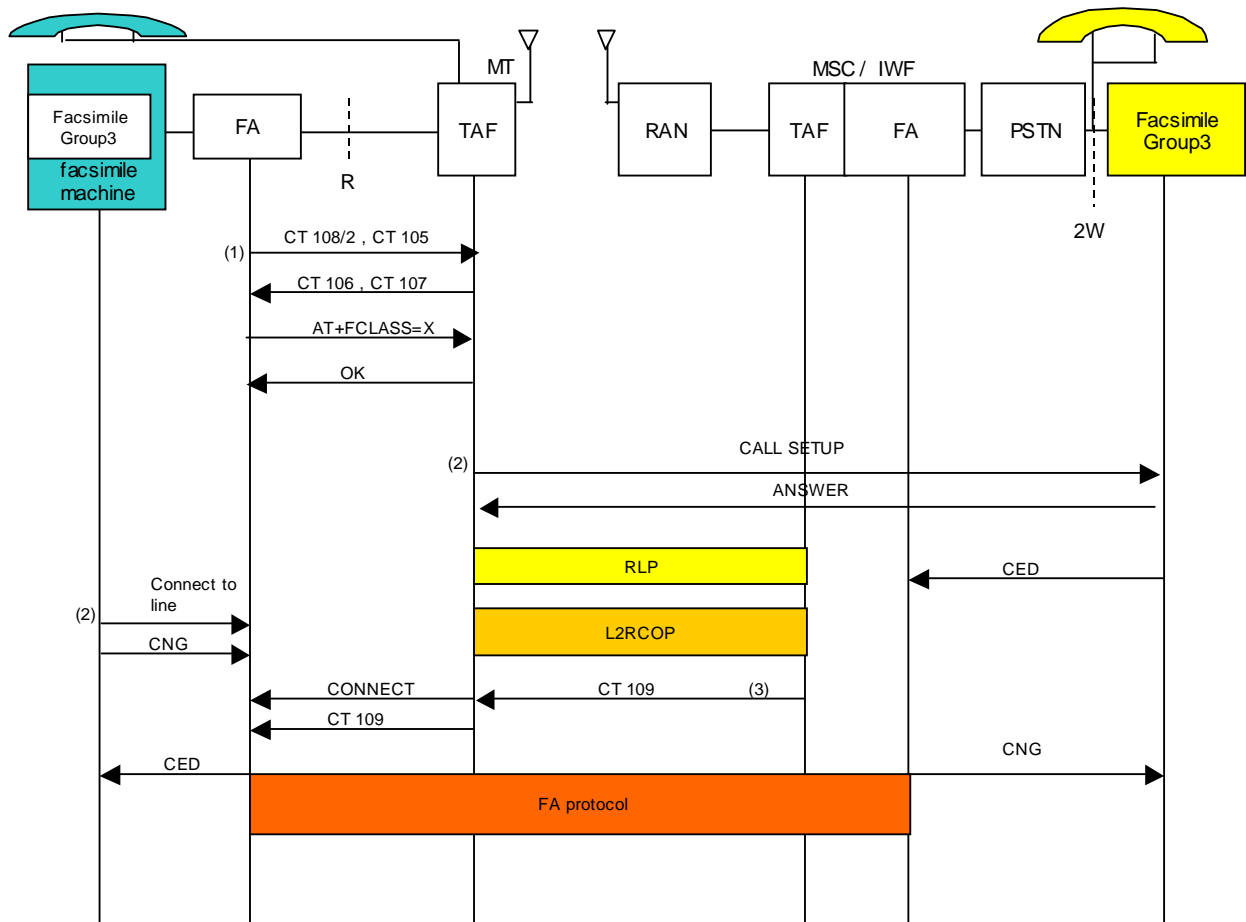 MT
MSC / IWF
Facsimile
Group3
facsimile
machine
FA
R
TAF
RAN
TAF
FA
PSTN
2W
Facsimile
Group3
(1)
CT 108/2 , CT 105
CT 106 , CT 107
AT+FCLASS=X
OK
(2)
CALL SETUP
ANSWER
RLP
CED
Connect to
line
(2)
L2RCOP
CNG
CONNECT
CT 109
(3)
CT 109
CED
CNG
FA protocol